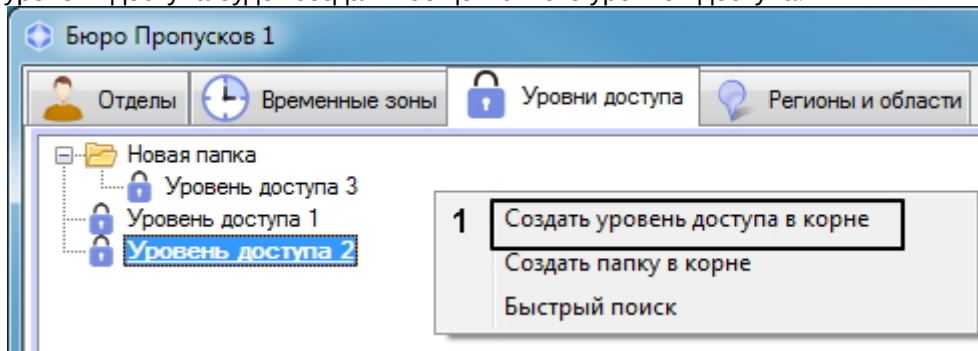 Бюро Пропусков 1
Отделы Временные зоны Уровни доступа Регионы и области
Новая папка
Уровень доступа 3
Уровень доступа 1
Уровень доступа 2
1 Создать уровень доступа в корне
Создать папку в корне
Быстрый поиск